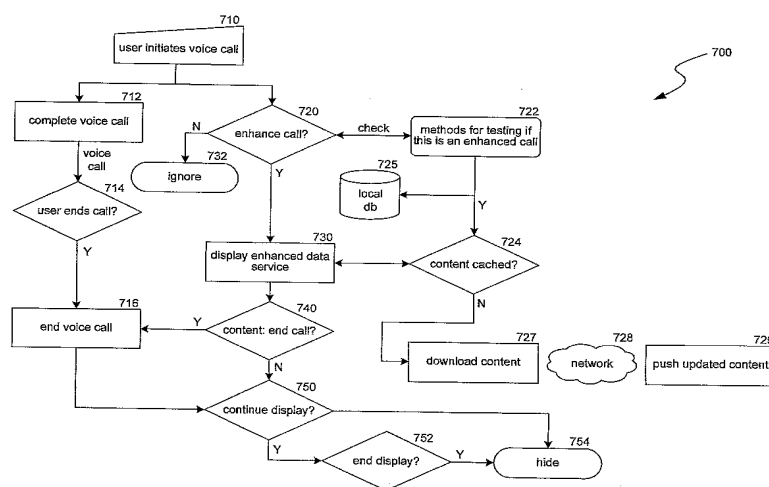 710
user initiates voice call
700
712
complete voice call
720
enhance call?
check
722
methods for testing if
this is an enhanced call
N
732
ignore
voice
call
714
user ends call?
Y
725
local
db
Y
Y
730
display enhanced data
service
724
content cached?
716
end voice call
Y
740
content: end call?
N
N
727
download content
728
network
push updated content
750
continue display?
Y
752
end display?
Y
754
hide